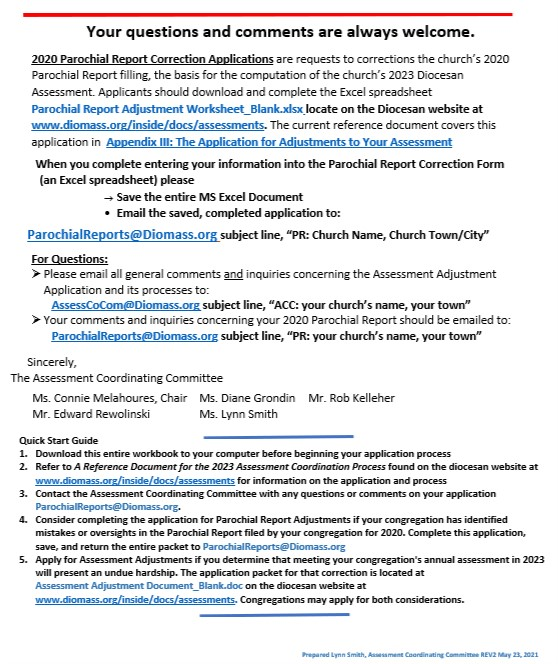 Your questions and comments are always welcome.
2020 Parochial Report Correction Applications are requests to corrections the church's 2020
Parochial Report filling, the basis for the computation of the church's 2023 Diocesan
Assessment. Applicants should download and complete the Excel spreadsheet
Parochial Report Adjustment Worksheet_Blank.xlsx locate on the Diocesan website at
www.diomass.org/inside/docs/assessments. The current reference document covers this
application in Appendix III: The Application for Adjustments to Your Assessment
When you complete entering your information into the Parochial Report Correction Form
(an Excel spreadsheet) please
→ Save the entire MS Excel Document
• Email the saved, completed application to:
ParochialReports@Diomass.org subject line, “PR: Church Name, Church Town/City”
For Questions:
➢ Please email all general comments and inquiries concerning the Assessment Adjustment
Application and its processes to:
AssessCoCom@Diomass.org subject line, “ACC: your church's name, your town”
➢ Your comments and inquiries concerning your 2020 Parochial Report should be emailed to:
ParochialReports@Diomass.org subject line, “PR: your church's name, your town”
Sincerely,
The Assessment Coordinating Committee
Ms. Connie Melahoures, Chair Ms. Diane Grondin Mr. Rob Kelleher
Mr. Edward Rewolinski Ms. Lynn Smith
Quick Start Guide
1. Download this entire workbook to your computer before beginning your application process
2. Refer to A Reference Document for the 2023 Assessment Coordination Process found on the diocesan website at
www.diomass.org/inside/docs/assessments for information on the application and process
3. Contact the Assessment Coordinating Committee with any questions or comments on your application
ParochialReports@Diomass.org.
4. Consider completing the application for Parochial Report Adjustments if your congregation has identified
mistakes or oversights in the Parochial Report filed by your congregation for 2020. Complete this application,
save, and return the entire packet to ParochialReports@Diomass.org
5. Apply for Assessment Adjustments if you determine that meeting your congregation's annual assessment in 2023
will present an undue hardship. The application packet for that correction is located at
Assessment Adjustment Document_Blank.doc on the diocesan website at
www.diomass.org/inside/docs/assessments. Congregations may apply for both considerations.
Prepared Lynn Smith, Assessment Coordinating Committee REV2 May 23, 2021